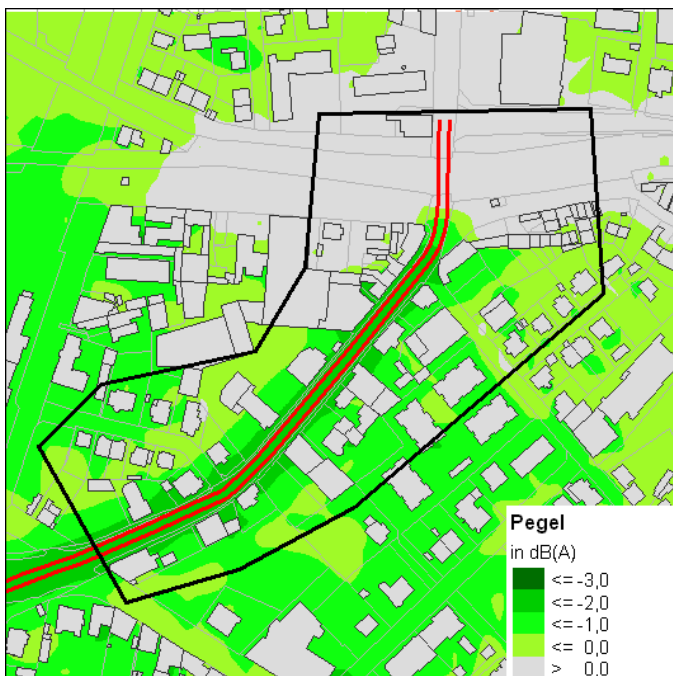 Pegel
in dB(A)
<= -3,0
<= -2,0
<= -1,0
<= 0,0
> 0,0